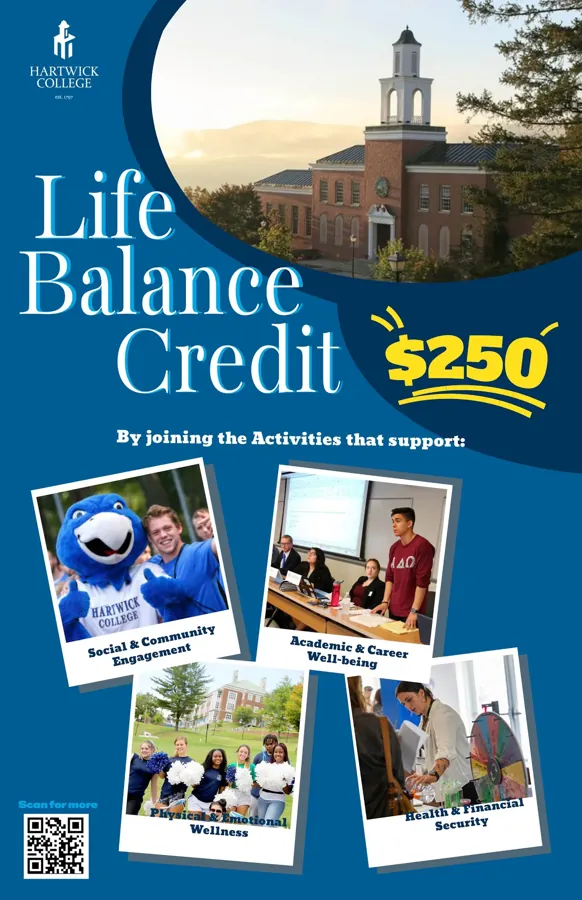 HARTWICK
COLLEGE
est. 1797
Life
Balance
Credit
$250
By joining the Activities that support:
HARTWICK
COLLEGE
Social & Community
Engagement
ΑΔΩ
Academic & Career
Well-being
Physical & Emotional
Wellness
Health & Financial
Security
Scan for more